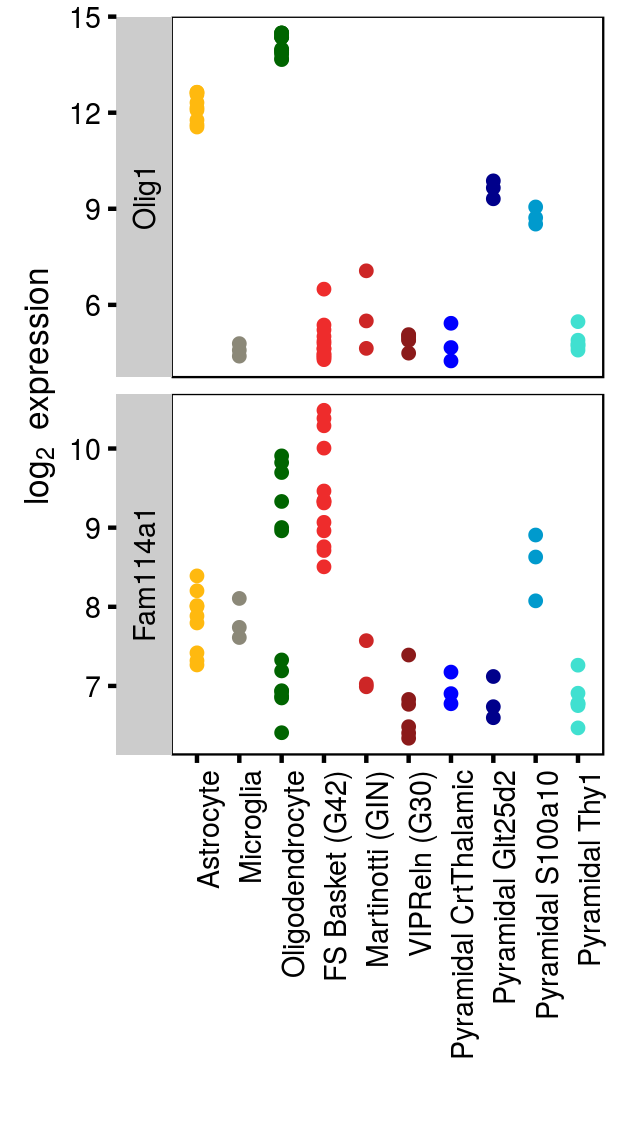 log2 expression
Olig1
15
12
9
6
Fam114a1
10
9
8
7
Astrocyte
Microglia
Oligodendrocyte
FS Basket (G42)
Martinotti (GIN)
VIPReln (G30)
Pyramidal CrtThalamic
Pyramidal Glt25d2
Pyramidal S100a10
Pyramidal Thy1